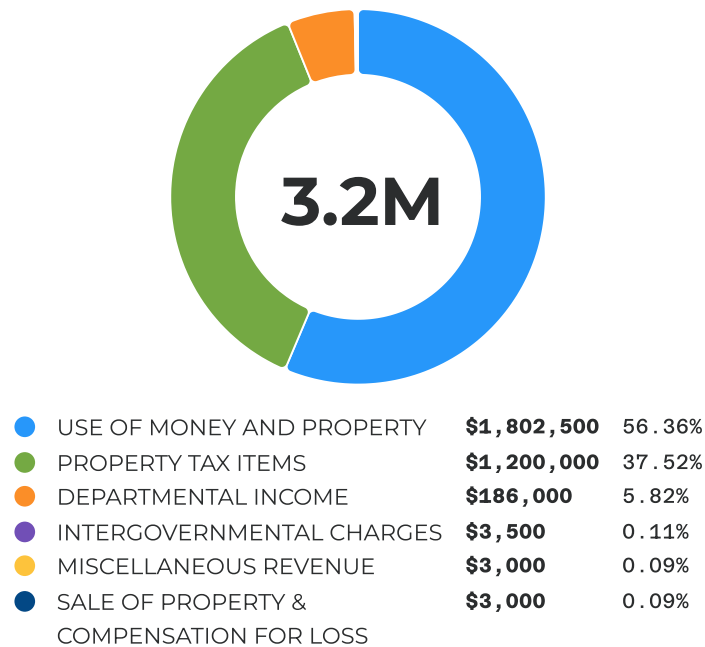 3.2M
USE OF MONEY AND PROPERTY $1,802,500 56.36%
PROPERTY TAX ITEMS $1,200,000 37.52%
DEPARTMENTAL INCOME $186,000 5.82%
INTERGOVERNMENTAL CHARGES $3,500 0.11%
MISCELLANEOUS REVENUE $3,000 0.09%
SALE OF PROPERTY & $3,000 0.09%
COMPENSATION FOR LOSS